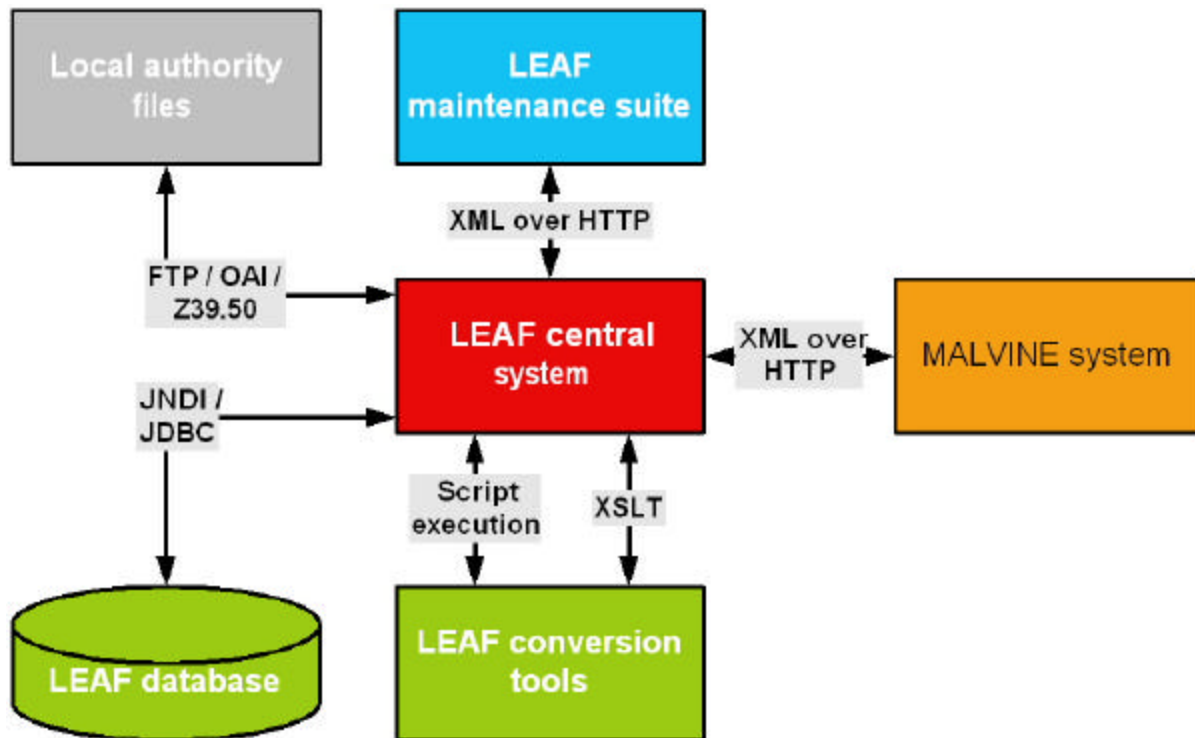 Local authority
files
LEAF
maintenance suite
XML over HTTP
FTP / OAI /
Z39.50
LEAF central
system
XML over
HTTP
MALVINE system
JNDI /
JDBC
Script
execution
XSLT
LEAF database
LEAF conversion
tools